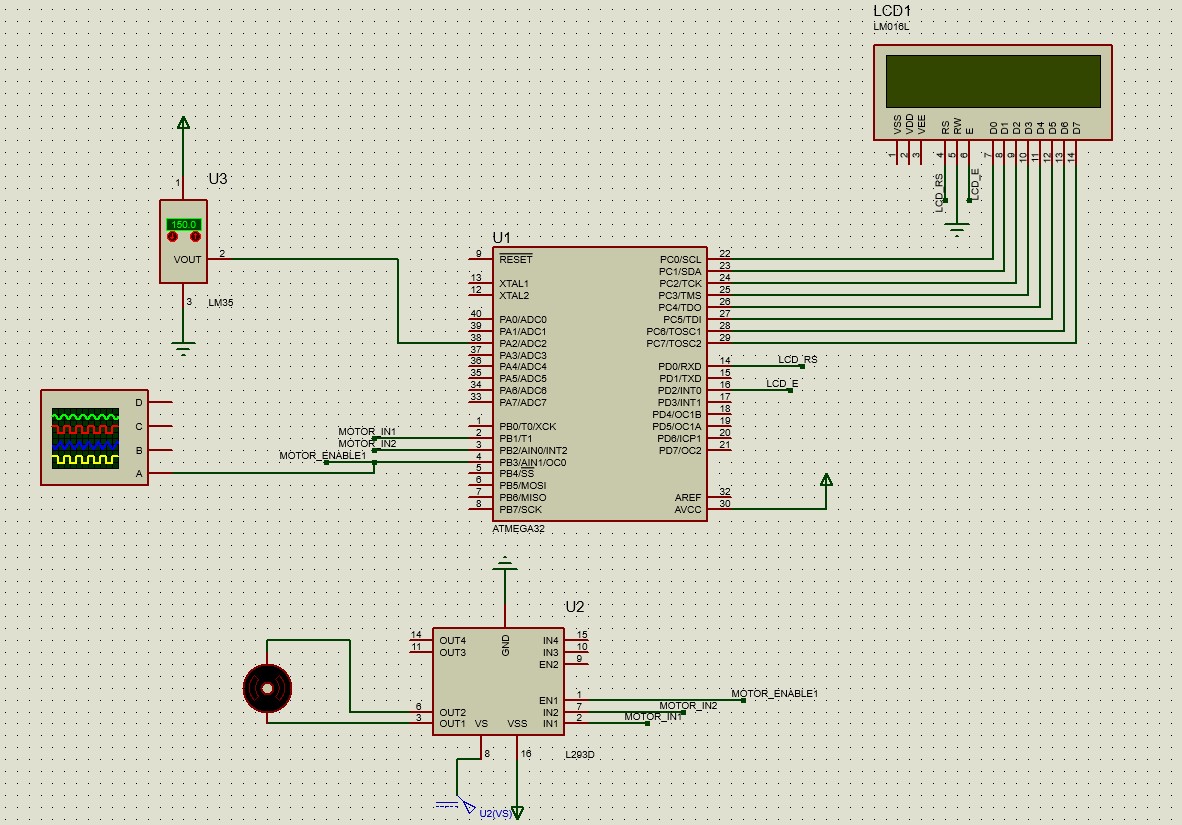 LCD1
LM016L
VSS
VDD
VEE
RS
RW
E
D0
D1
D2
D3
D4
D5
D6
D7
1
2
3
4
5
6
7
8
9
10
11
12
13
14
LCD_RS
LCD_E
1
U3
150.0
VOUT
2
3
LM35
U1
9 RESET PC0/SCL 22
PC1/SDA 23
13 XTAL1 PC2/TCK 24
12 XTAL2 PC3/TMS 25
PC4/TDO 26
40 PA0/ADC0 PC5/TDI 27
39 PA1/ADC1 PC6/TOSC1 28
38 PA2/ADC2 PC7/TOSC2 29
37 PA3/ADC3
36 PA4/ADC4 PD0/RXD 14 LCD_RS
35 PA5/ADC5 PD1/TXD 15
34 PA6/ADC6 PD2/INT0 16 LCD_E
33 PA7/ADC7 PD3/INT1 17
PD4/OC1B 18
1 PB0/T0/XCK PD5/OC1A 19
MOTOR_IN1 2 PB1/T1 PD6/ICP1 20
MOTOR_IN2 3 PB2/AIN0/INT2 PD7/OC2 21
MOTOR_ENABLE1 4 PB3/AIN1/OC0
5 PB4/SS
6 PB5/MOSI
7 PB6/MISO AREF 32
8 PB7/SCK AVCC 30
ATMEGA32
D
C
B
A
U2
14 OUT4 GND IN4 15
11 OUT3 IN3 10
EN2 9
EN1 1 MOTOR_ENABLE1
6 OUT2 IN2 7 MOTOR_IN2
3 OUT1 VS VSS IN1 2 MOTOR_IN1
8 16 L293D
U2(VS)